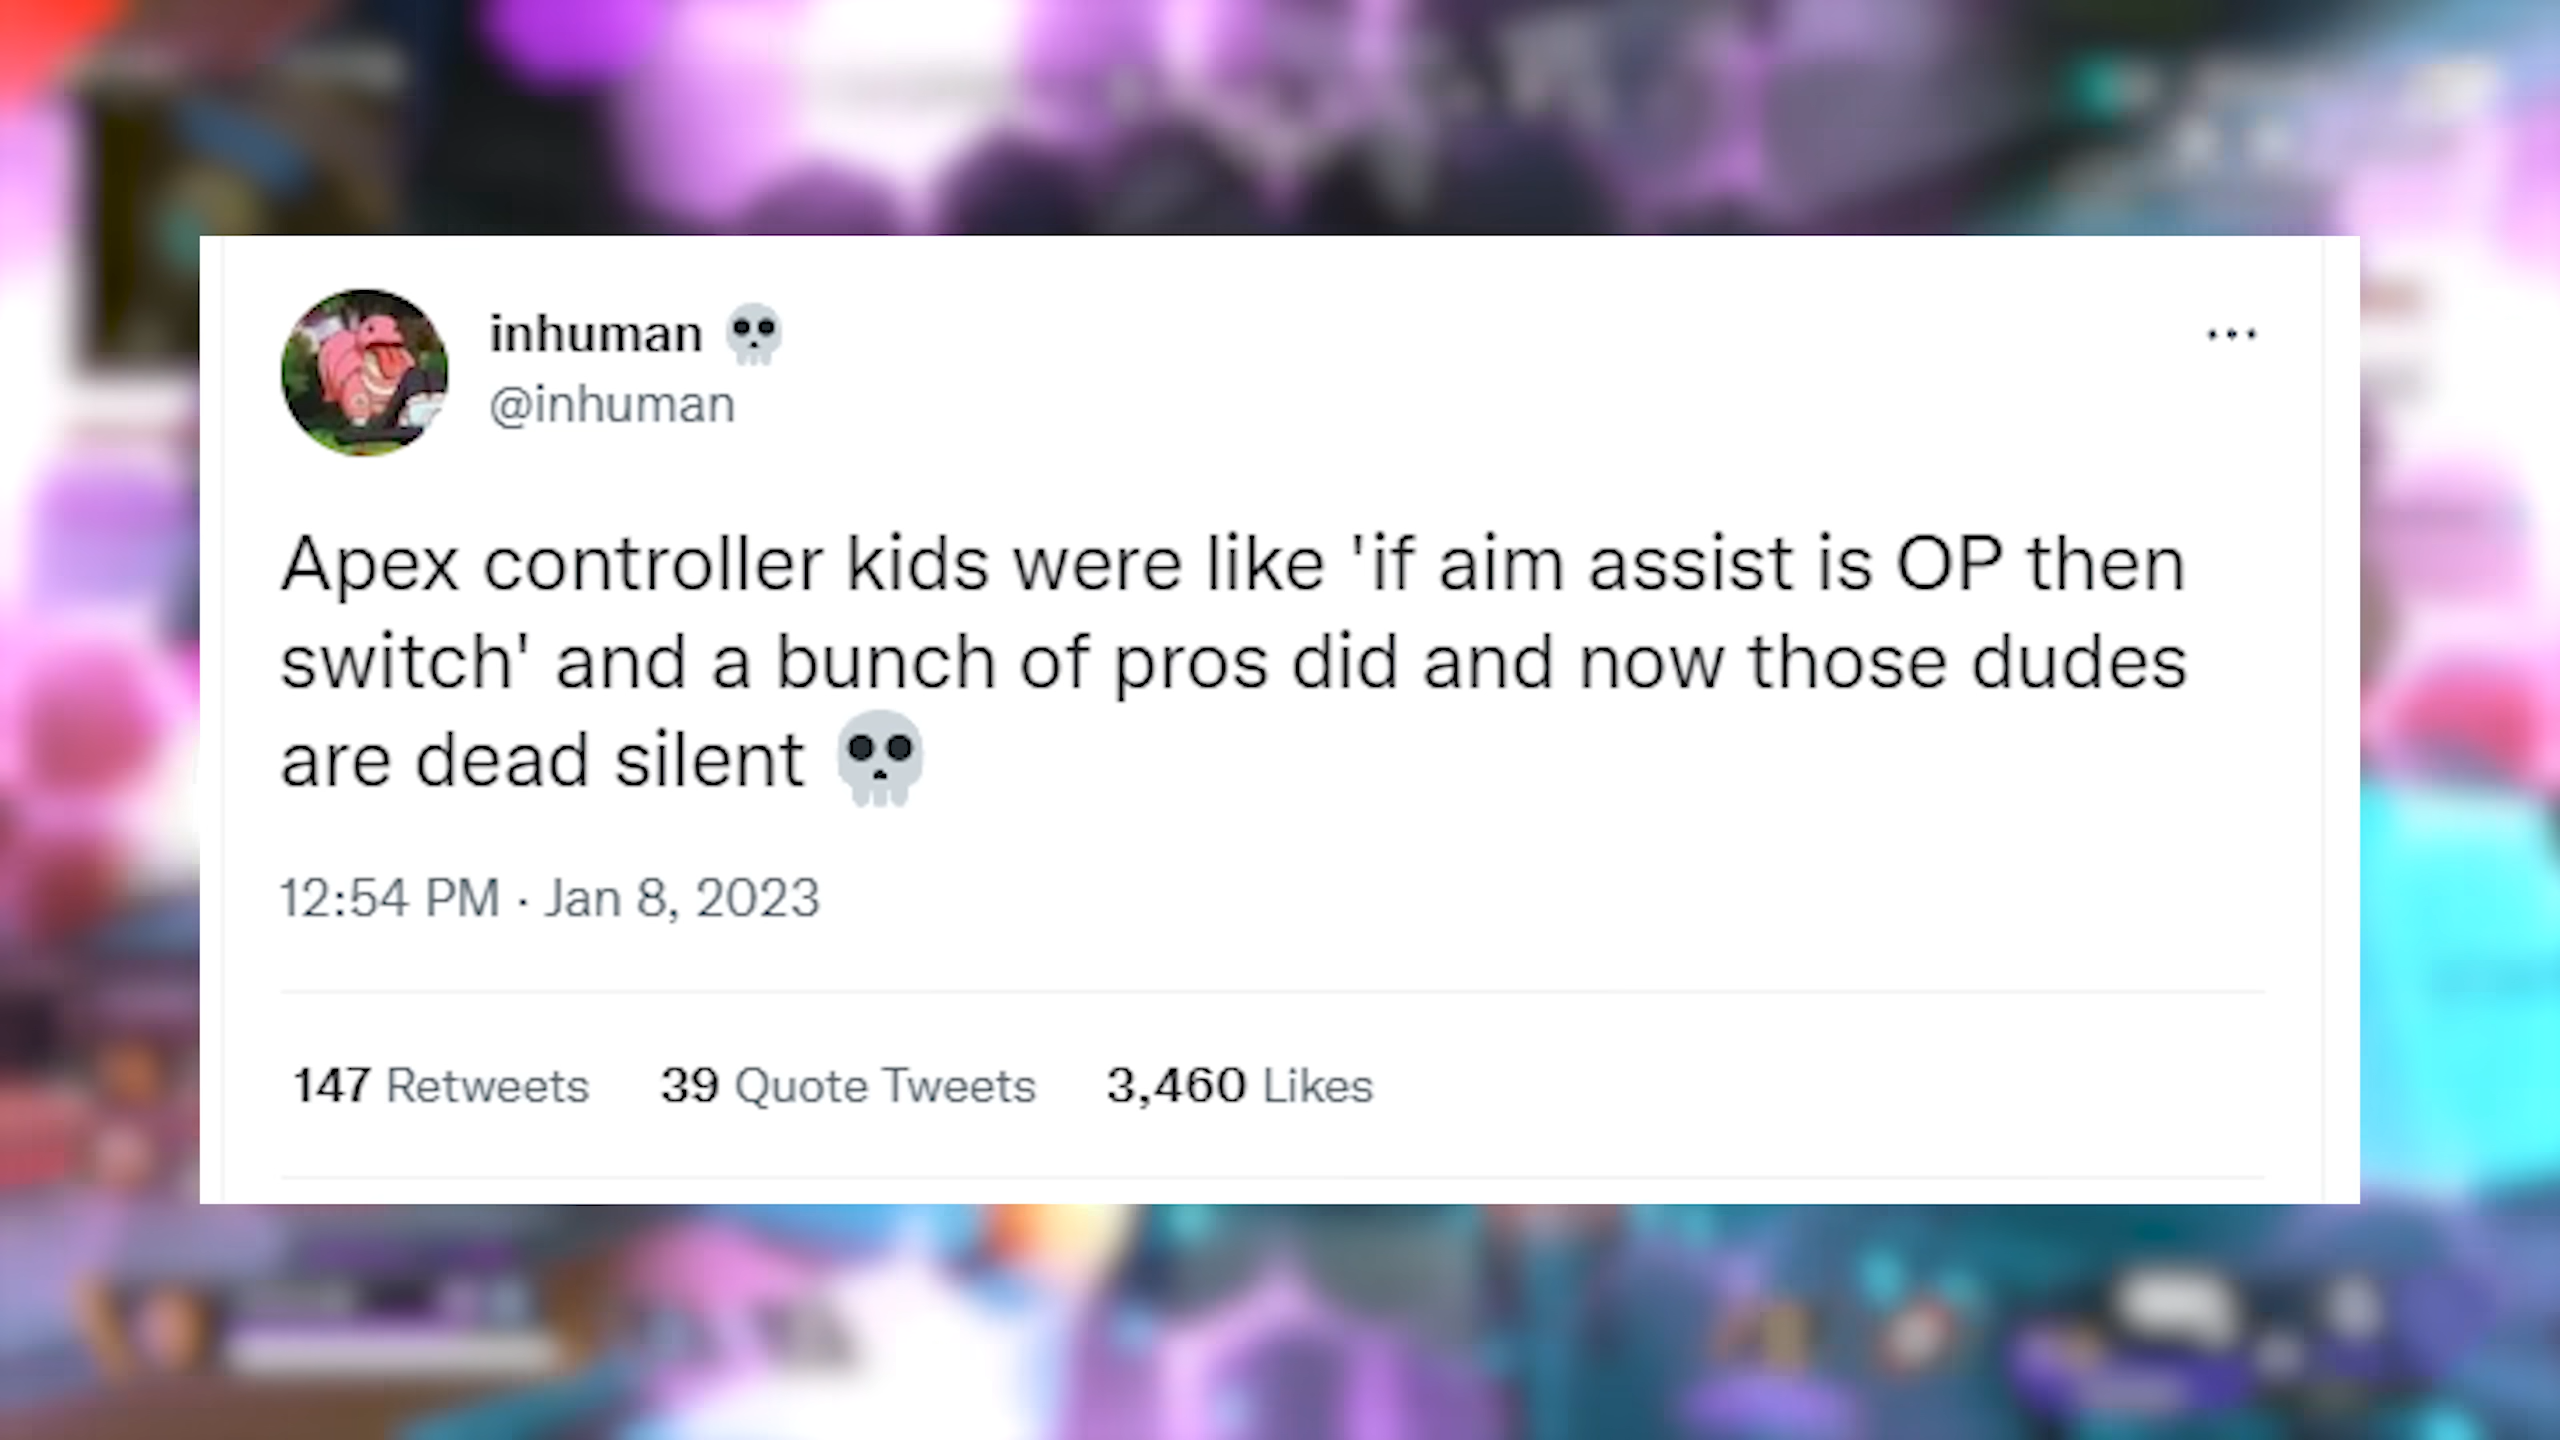 inhuman 💀
@inhuman
Apex controller kids were like 'if aim assist is OP then
switch' and a bunch of pros did and now those dudes
are dead silent 💀
12:54 PM · Jan 8, 2023
147 Retweets 39 Quote Tweets 3,460 Likes